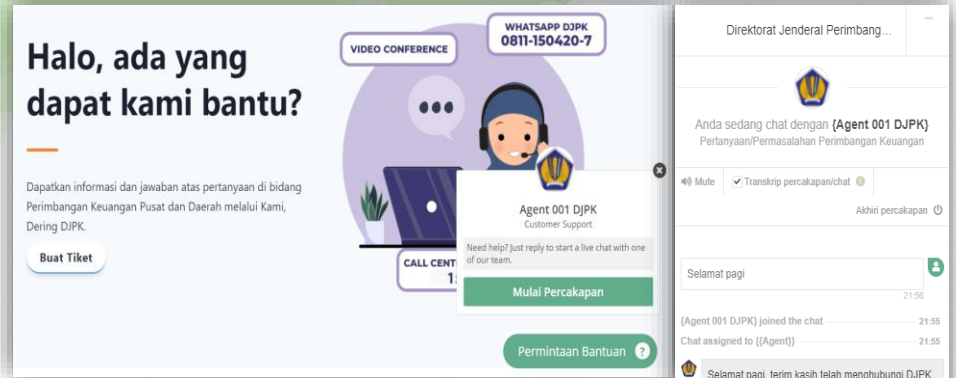 Halo, ada yang
dapat kami bantu?
Dapatkan informasi dan jawaban atas pertanyaan di bidang
Perimbangan Keuangan Pusat dan Daerah melalui Kami,
Dering DJPK.
Buat Tiket
VIDEO CONFERENCE
WHATSAPP DJPK
0811-150420-7
CALL CENT
1
Agent 001 DJPK
Customer Support
Need help? Just reply to start a live chat with one
of our team.
Mulai Percakapan
Permintaan Bantuan ?
Direktorat Jenderal Perimbang...
Anda sedang chat dengan {Agent 001 DJPK}
Pertanyaan/Permasalahan Perimbangan Keuangan
Mute
Transkrip percakapan/chat
Akhiri percakapan
Selamat pagi
21:56
{Agent 001 DJPK} joined the chat 21:55
Chat assigned to {{Agent}} 21:55
Selamat pagi, terim kasih telah menghubungi DJPK